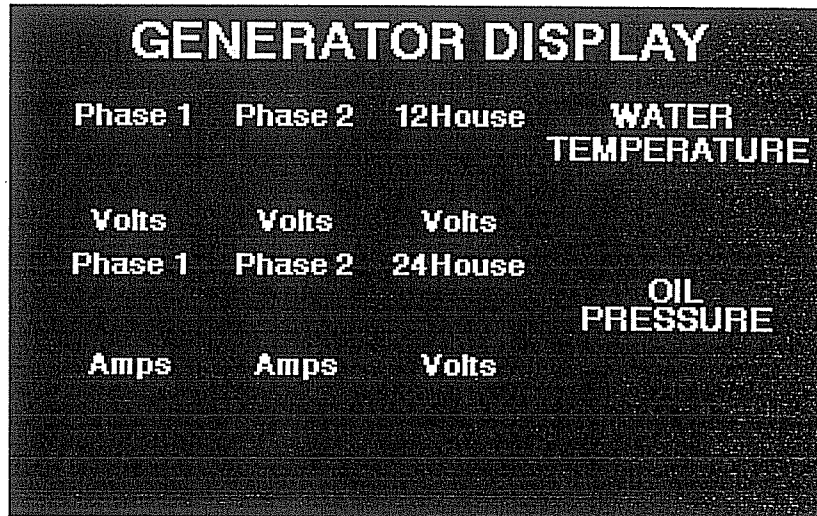 GENERATOR DISPLAY
Phase 1 Phase 2 12House WATER
TEMPERATURE
Volts Volts Volts
Phase 1 Phase 2 24House
OIL
PRESSURE
Amps Amps Volts